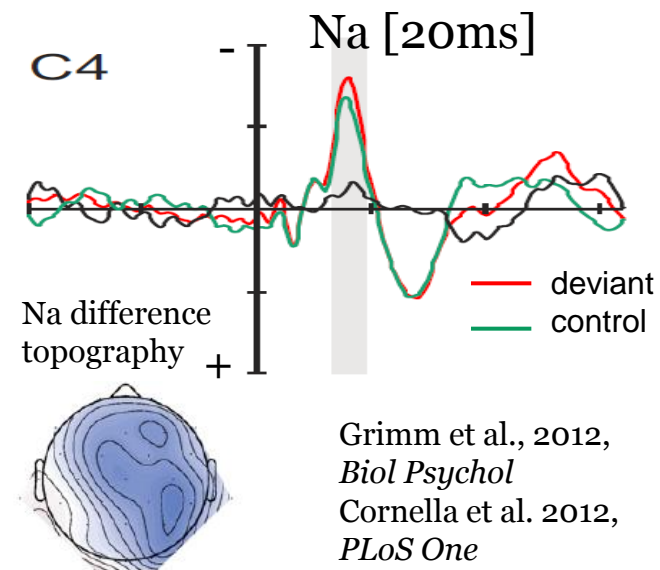 Na [20ms]
C4
-
deviant
control
Na difference
topography
+
Grimm et al., 2012,
Biol Psychol
Cornella et al. 2012,
PLoS One